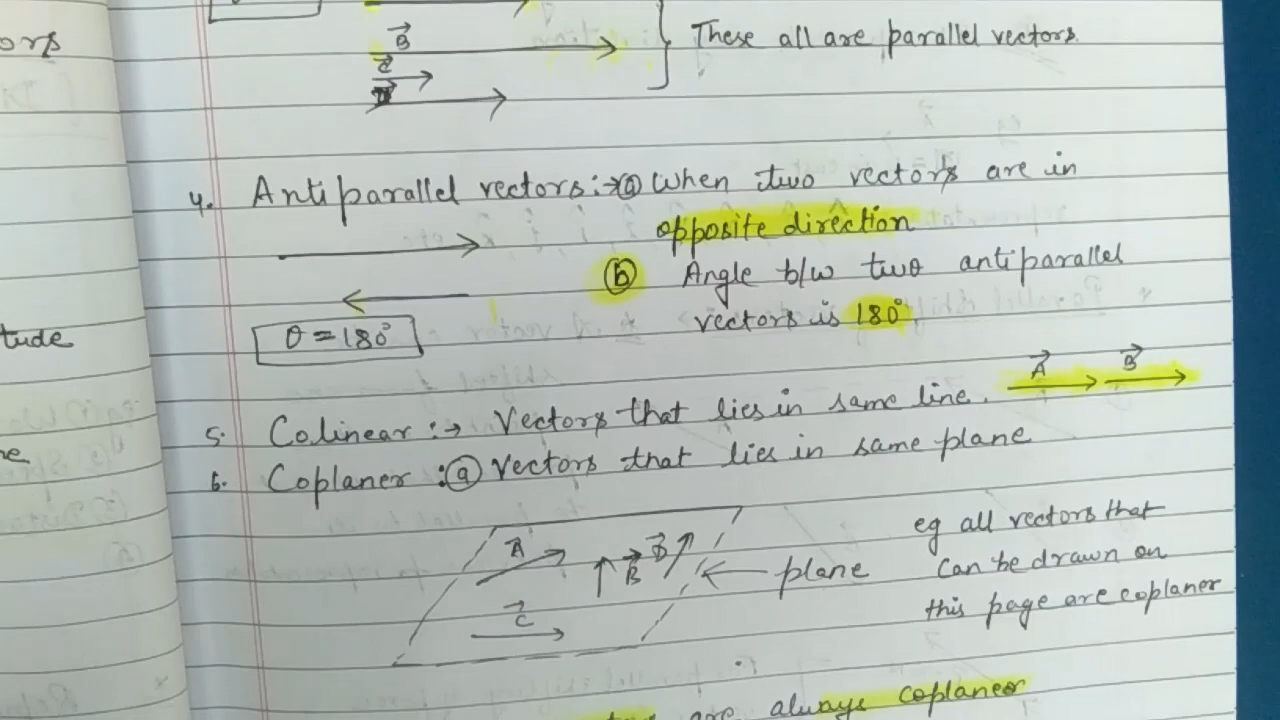 ors
B
These all are parallel vectors
C
4. Antiparallel vectors :→ⓐ When two vectors are in
opposite direction
ⓑ Angle b/w two antiparallel
vectors is 180°
θ = 180°
tude
A B
5. Colinear :→ Vectors that lies in same line.
6. Coplaner :ⓐ Vectors that lies in same plane
A
B
D
C
plane
eg all vectors that
can be drawn on
this page are coplaner
are always coplaner